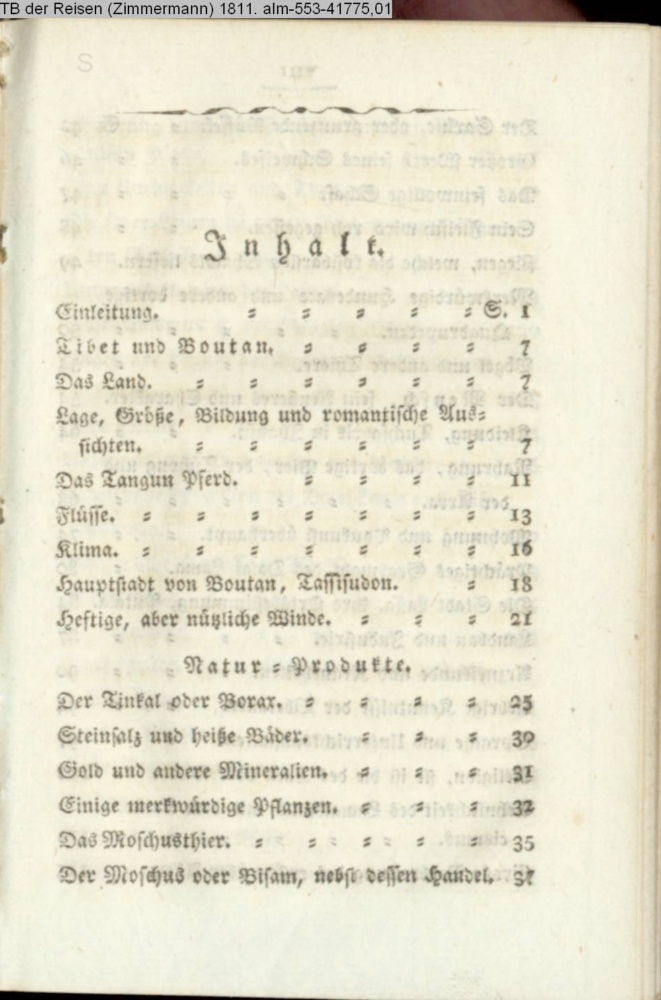 TB der Reisen (Zimmermann) 1811. alm-553-41775,01
S
Inhalt.
Einleitung. = = = = = S. 1
Tibet und Boutan. = = = = 7
Das Land. = = = = = = 7
Lage, Größe, Bildung und romantische Aus=
sichten. = = = = = = 7
Das Tangun Pferd. = = = = 11
Flüsse. = = = = = = = 13
Klima. = = = = = = = 16
Hauptstadt von Boutan, Tassisudon. = 18
Heftige, aber nützliche Winde. = = = 21
Natur=Produkte.
Der Tinkal oder Borax. = = = = 25
Steinsalz und heiße Bäder. = = = 30
Gold und andere Mineralien. = = = 31
Einige merkwürdige Pflanzen. = = = 32
Das Moschusthier. = = = = = 35
Der Moschus oder Bisam, nebst dessen Handel.